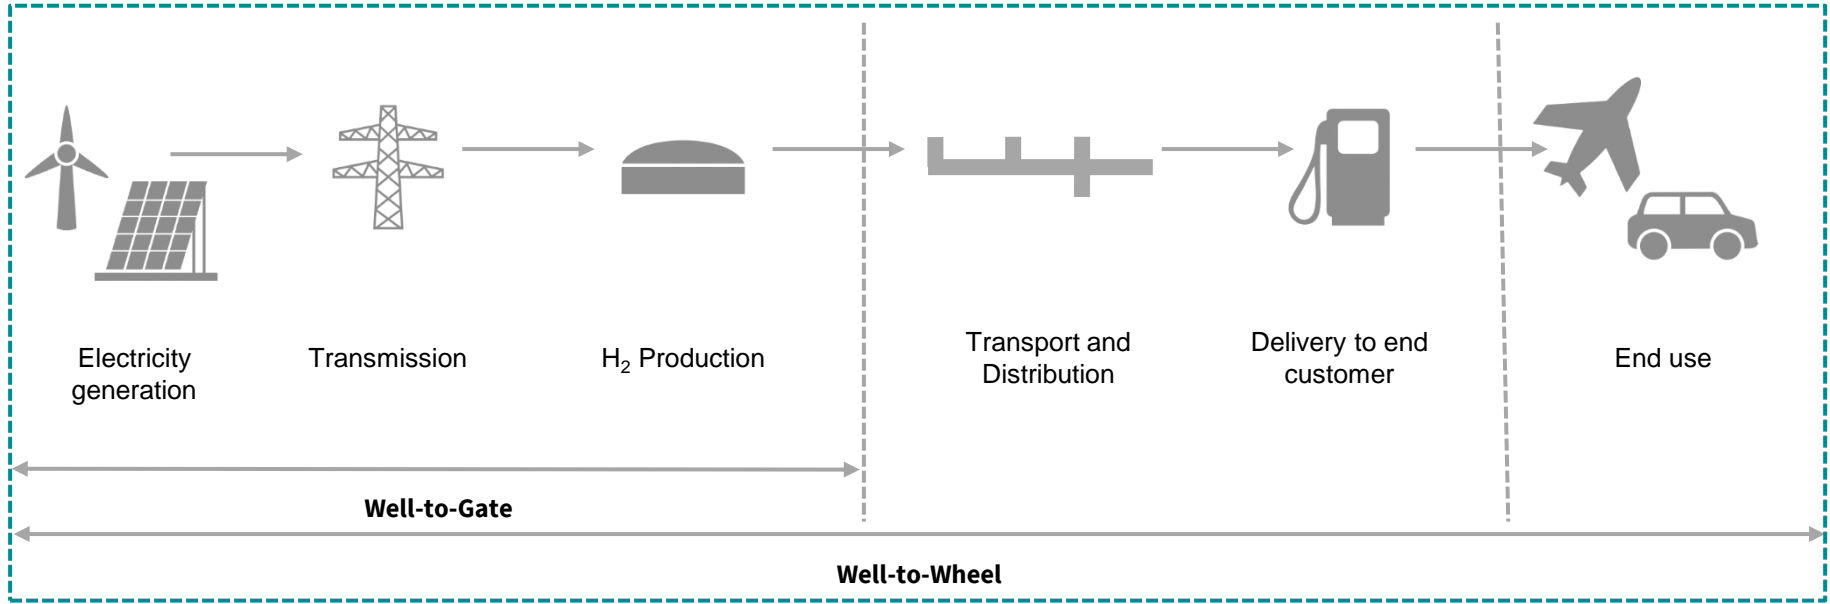 Electricity
generation
Transmission
H₂ Production
Transport and
Distribution
Delivery to end
customer
End use
Well-to-Gate
Well-to-Wheel